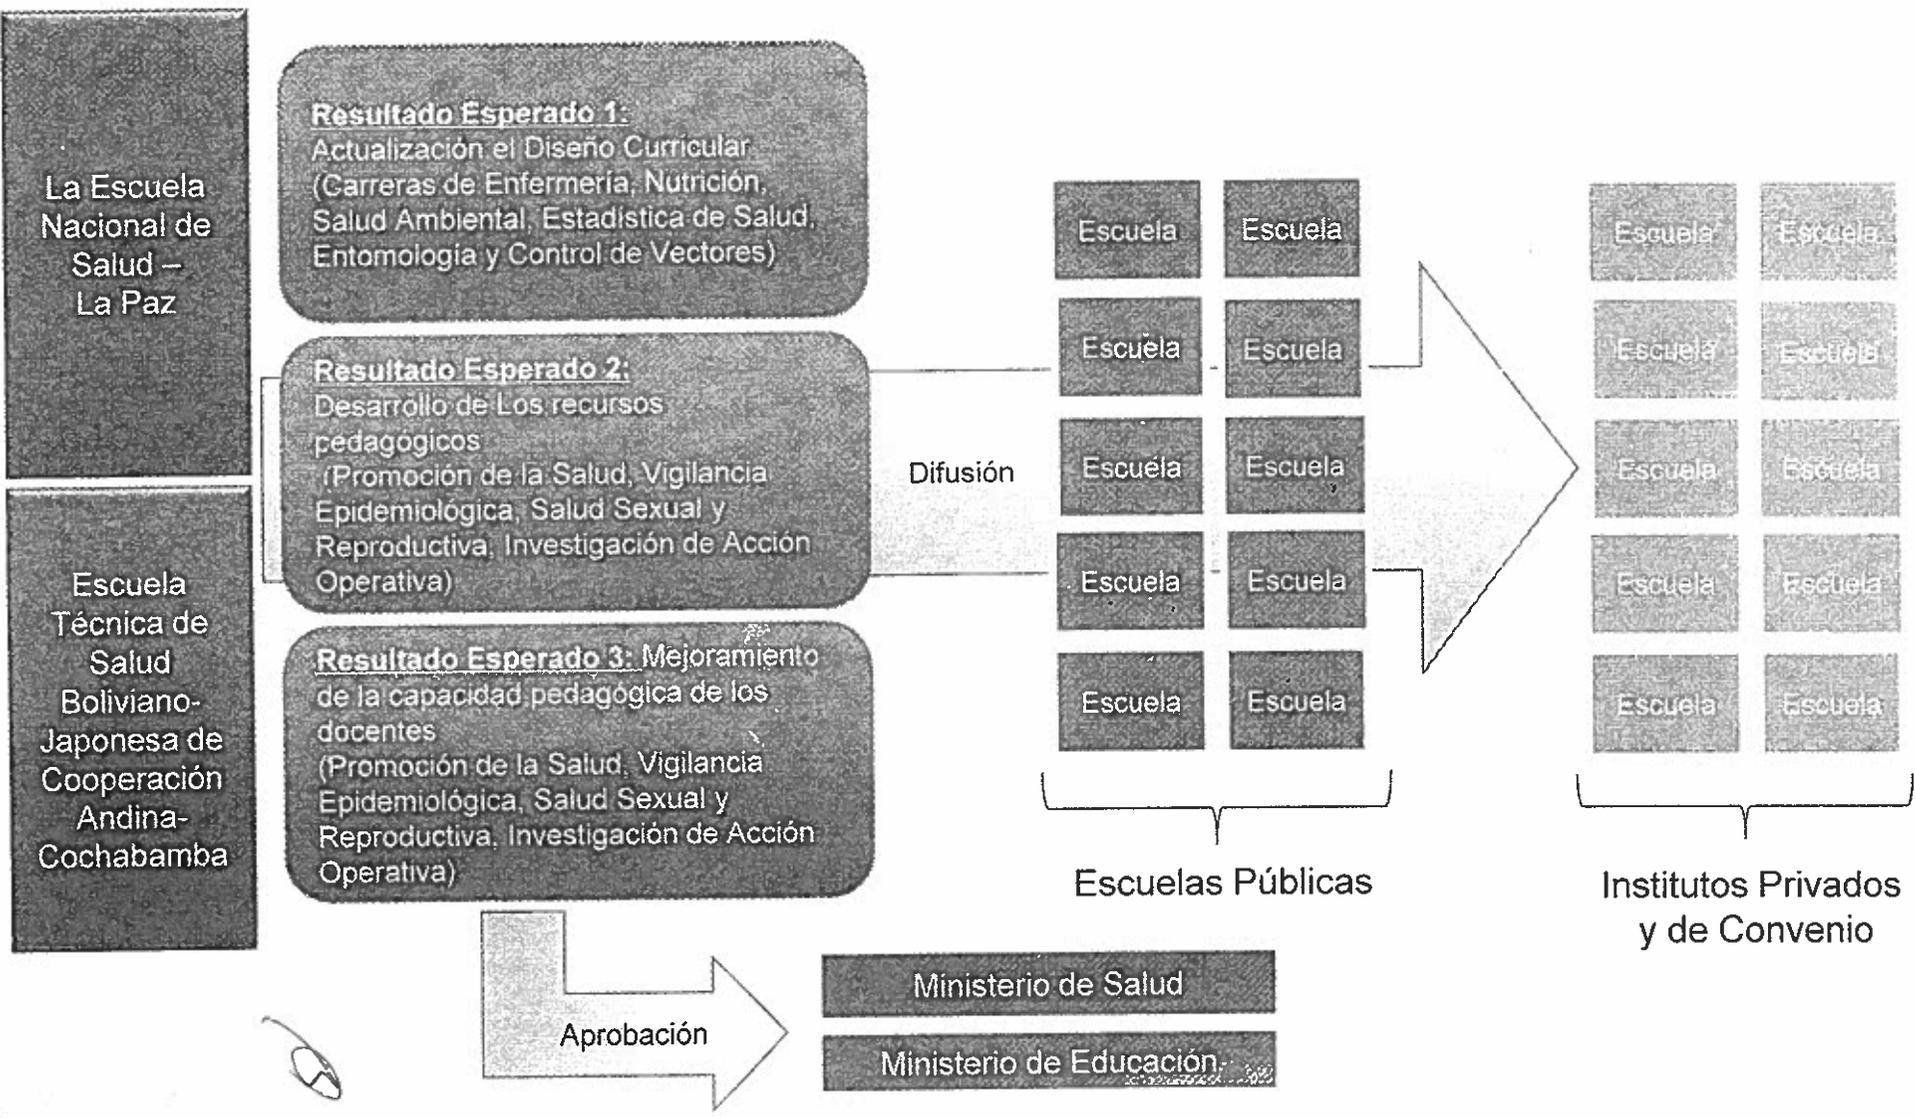 La Escuela
Nacional de
Salud –
La Paz
Escuela
Técnica de
Salud
Boliviano-
Japonesa de
Cooperación
Andina-
Cochabamba
Resultado Esperado 1:
Actualización el Diseño Curricular
(Carreras de Enfermería, Nutrición,
Salud Ambiental, Estadística de Salud,
Entomología y Control de Vectores)
Resultado Esperado 2:
Desarrollo de Los recursos
pedagógicos
(Promoción de la Salud, Vigilancia
Epidemiológica, Salud Sexual y
Reproductiva, Investigación de Acción
Operativa)
Resultado Esperado 3: Mejoramiento
de la capacidad pedagógica de los
docentes
(Promoción de la Salud, Vigilancia
Epidemiológica, Salud Sexual y
Reproductiva, Investigación de Acción
Operativa)
Difusión
Escuela Escuela
Escuela Escuela
Escuela Escuela
Escuela Escuela
Escuela Escuela
Escuelas Públicas
Escuela Escuela
Escuela Escuela
Escuela Escuela
Escuela Escuela
Escuela Escuela
Institutos Privados
y de Convenio
Aprobación
Ministerio de Salud
Ministerio de Educación